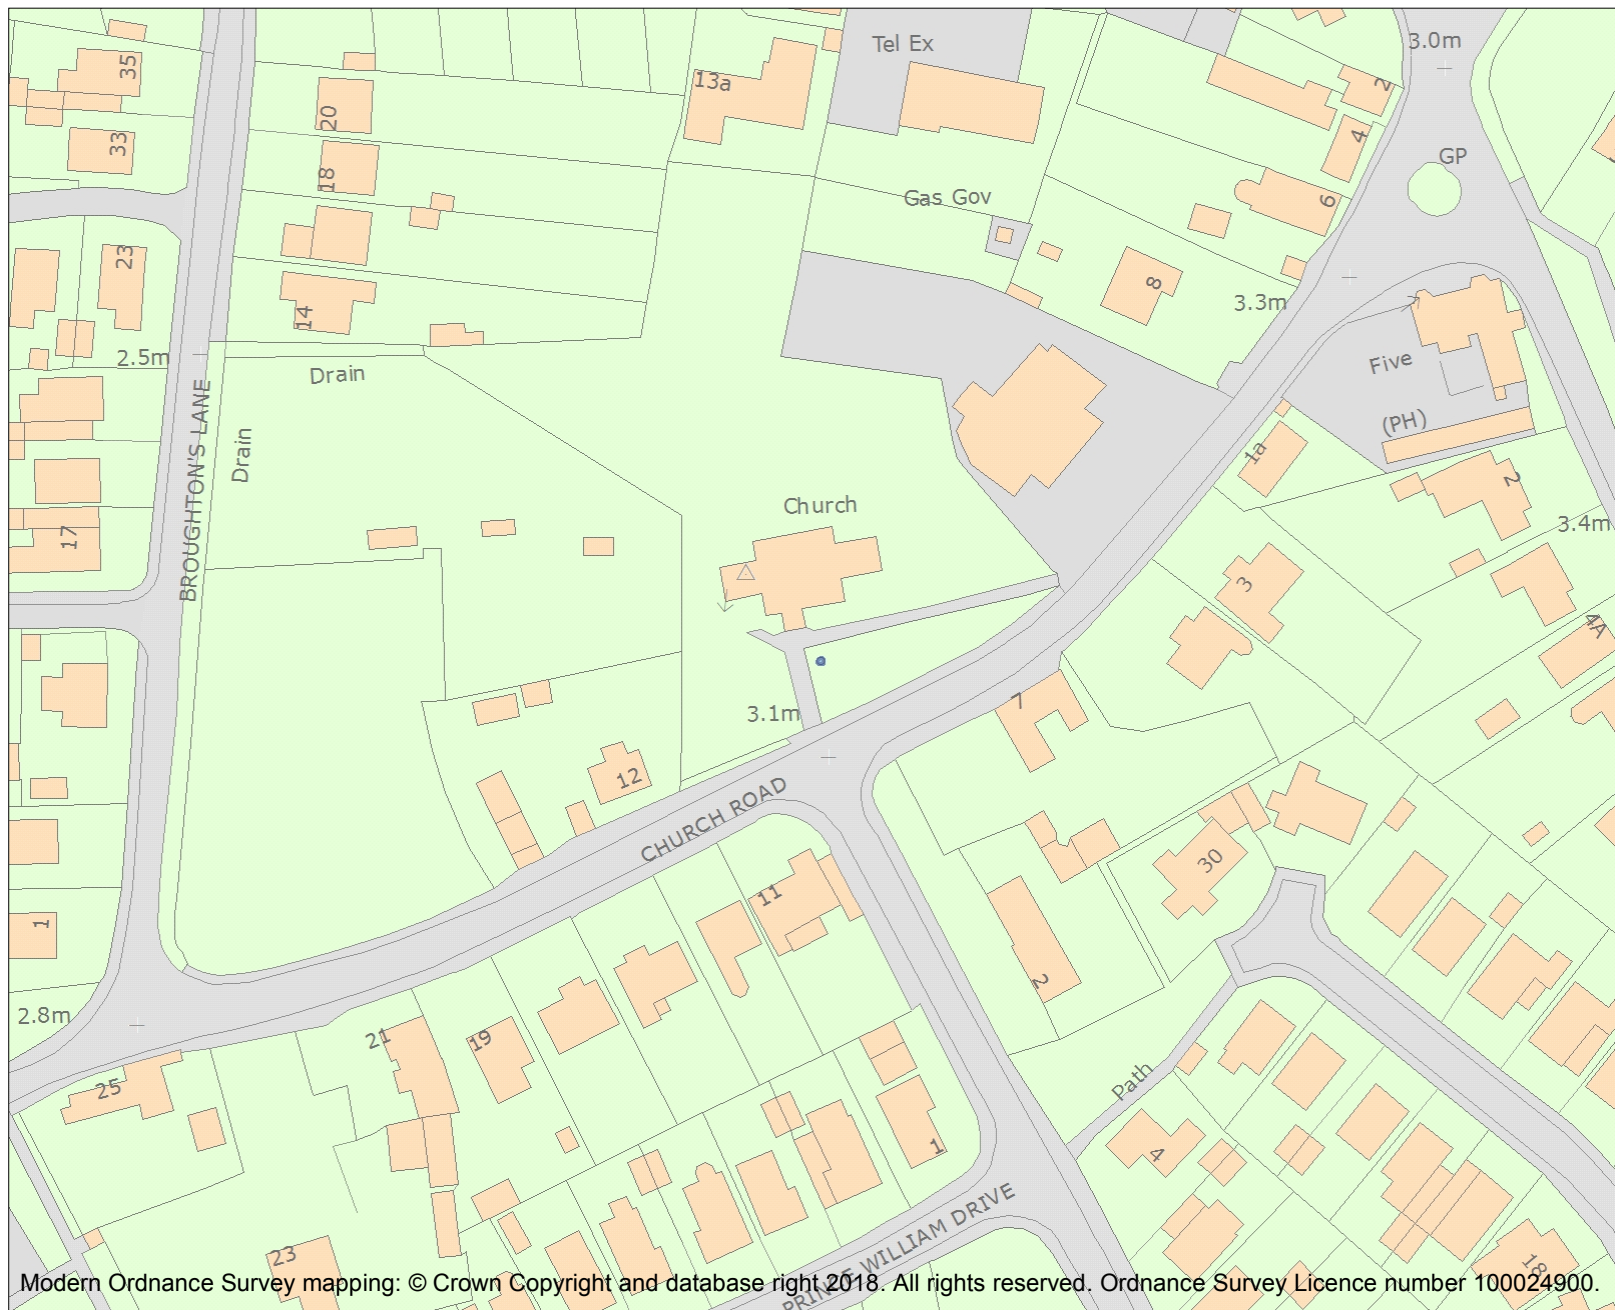 3.0m
Tel Ex
35
13a
2
20
33
4
GP
18
Gas Gov
6
23
8
3.3m
14
2.5m
Five
Drain
BROUGHTON'S LANE
Drain
(PH)
1a
2
Church
3.4m
17
3
4A
7
3.1m
12
CHURCH ROAD
30
11
1
2
2.8m
21
19
25
Path
1
4
PRINCE WILLIAM DRIVE
23
18
Modern Ordnance Survey mapping: © Crown Copyright and database right 2018. All rights reserved. Ordnance Survey Licence number 100024900.